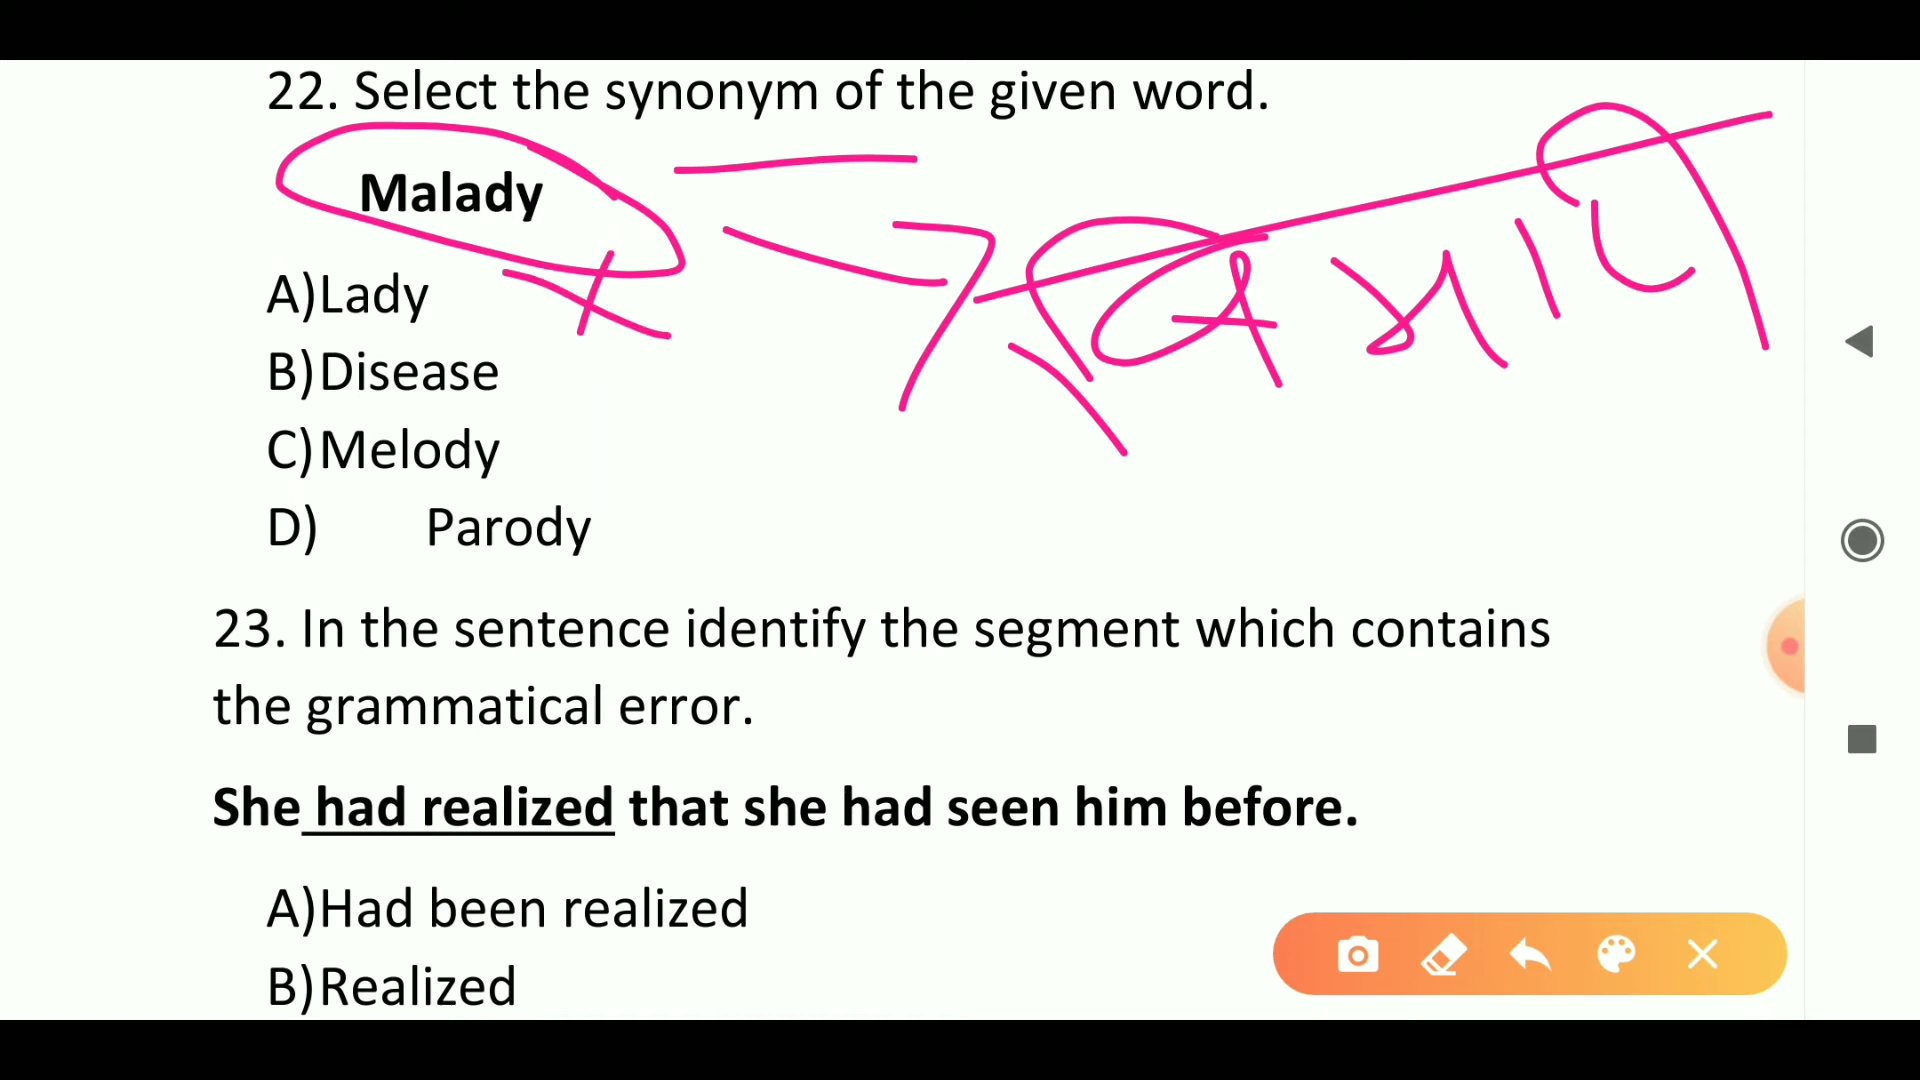 22. Select the synonym of the given word.
Malady
A)Lady
B)Disease
C)Melody
D) Parody
23. In the sentence identify the segment which contains
the grammatical error.
She had realized that she had seen him before.
A)Had been realized
B)Realized